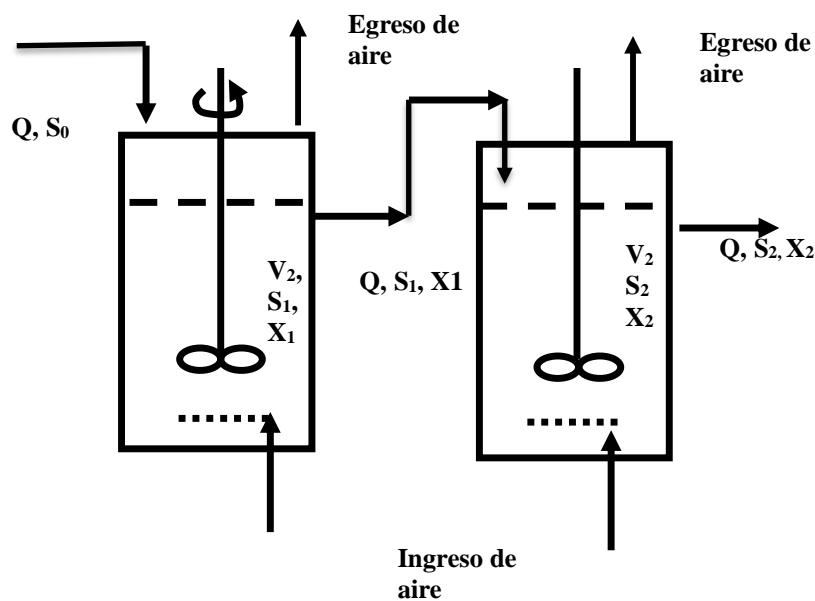 Egreso de
aire
Egreso de
aire
Q, S₀
V₂,
S₁,
X₁
Q, S₁, X1
V₂
S₂
X₂
Q, S₂, X₂
Ingreso de
aire